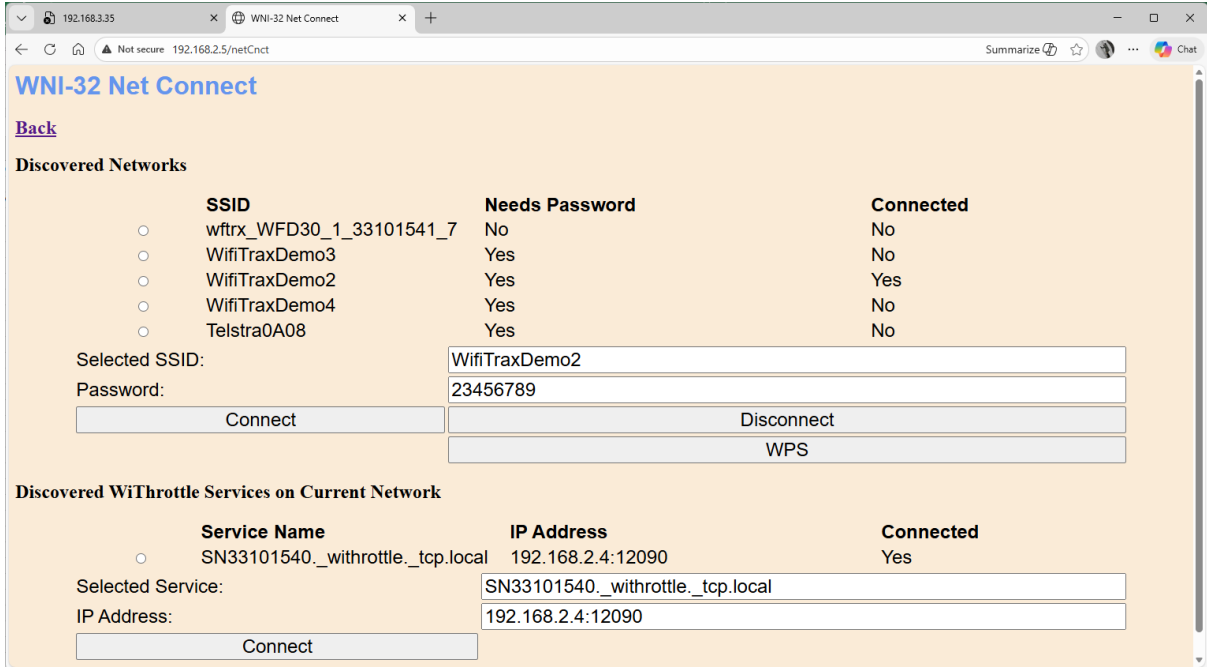 192.168.3.35
WNI-32 Net Connect
Not secure 192.168.2.5/netCnct
Summarize
Chat
WNI-32 Net Connect
Back
Discovered Networks
SSID Needs Password Connected
wftrx_WFD30_1_33101541_7 No No
WifiTraxDemo3 Yes No
WifiTraxDemo2 Yes Yes
WifiTraxDemo4 Yes No
Telstra0A08 Yes No
Selected SSID: WifiTraxDemo2
Password: 23456789
Connect Disconnect
WPS
Discovered WiThrottle Services on Current Network
Service Name IP Address Connected
SN33101540._withrottle._tcp.local 192.168.2.4:12090 Yes
Selected Service: SN33101540._withrottle._tcp.local
IP Address: 192.168.2.4:12090
Connect